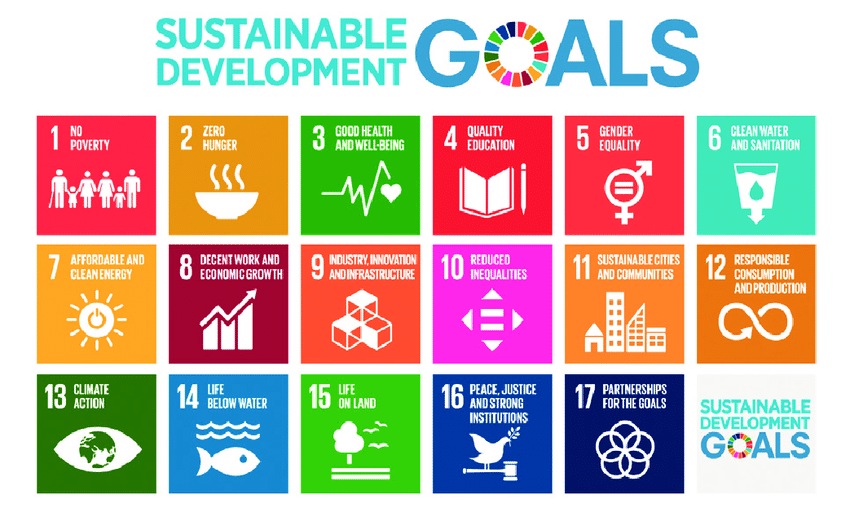 SUSTAINABLE
DEVELOPMENT
GOALS
1 NO
POVERTY
2 ZERO
HUNGER
3 GOOD HEALTH
AND WELL-BEING
4 QUALITY
EDUCATION
5 GENDER
EQUALITY
6 CLEAN WATER
AND SANITATION
7 AFFORDABLE AND
CLEAN ENERGY
8 DECENT WORK AND
ECONOMIC GROWTH
9 INDUSTRY, INNOVATION
AND INFRASTRUCTURE
10 REDUCED
INEQUALITIES
11 SUSTAINABLE CITIES
AND COMMUNITIES
12 RESPONSIBLE
CONSUMPTION
AND PRODUCTION
13 CLIMATE
ACTION
14 LIFE
BELOW WATER
15 LIFE
ON LAND
16 PEACE, JUSTICE
AND STRONG
INSTITUTIONS
17 PARTNERSHIPS
FOR THE GOALS
SUSTAINABLE
DEVELOPMENT
GOALS